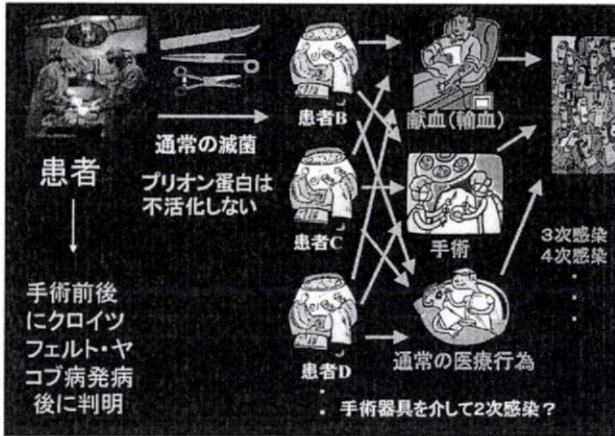 患者
手術前後
にクロイツ
フェルト・ヤ
コブ病発病
後に判明
通常の滅菌
プリオン蛋白は
不活化しない
患者B
患者C
患者D
献血(輸血)
手術
通常の医療行為
3次感染
4次感染
・
・
・
・
・ 手術器具を介して2次感染?